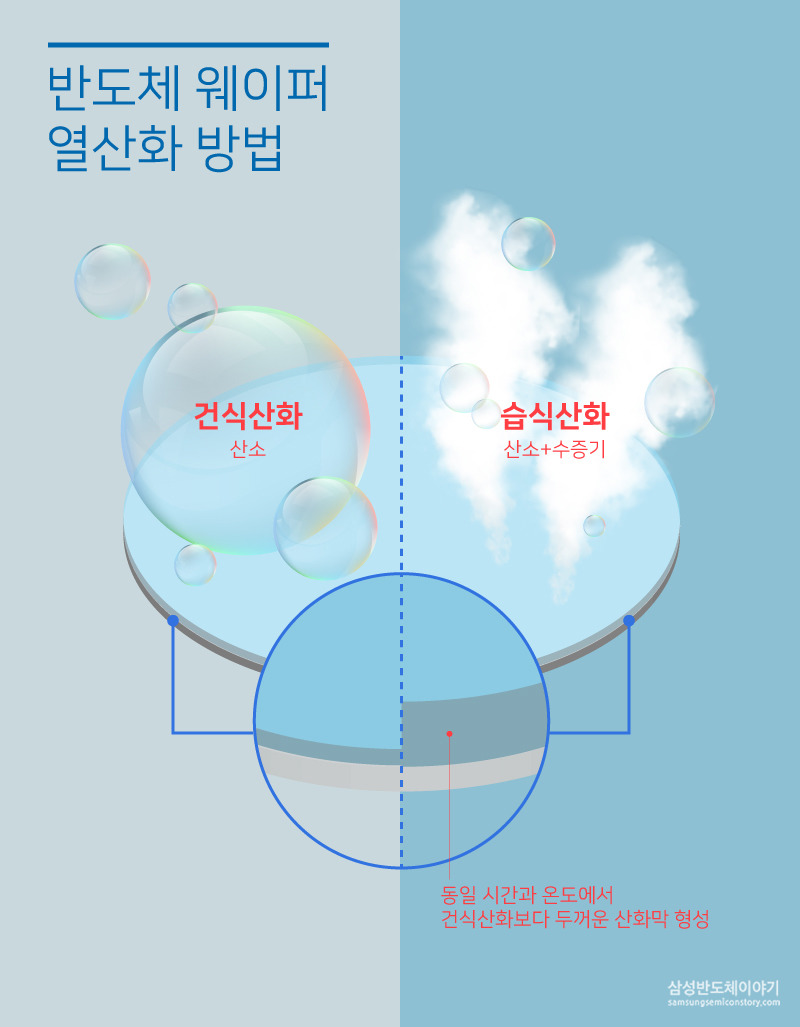 반도체 웨이퍼
열산화 방법
건식산화
산소
습식산화
산소+수증기
동일 시간과 온도에서
건식산화보다 두꺼운 산화막 형성
삼성반도체이야기
samsungsemiconstory.com